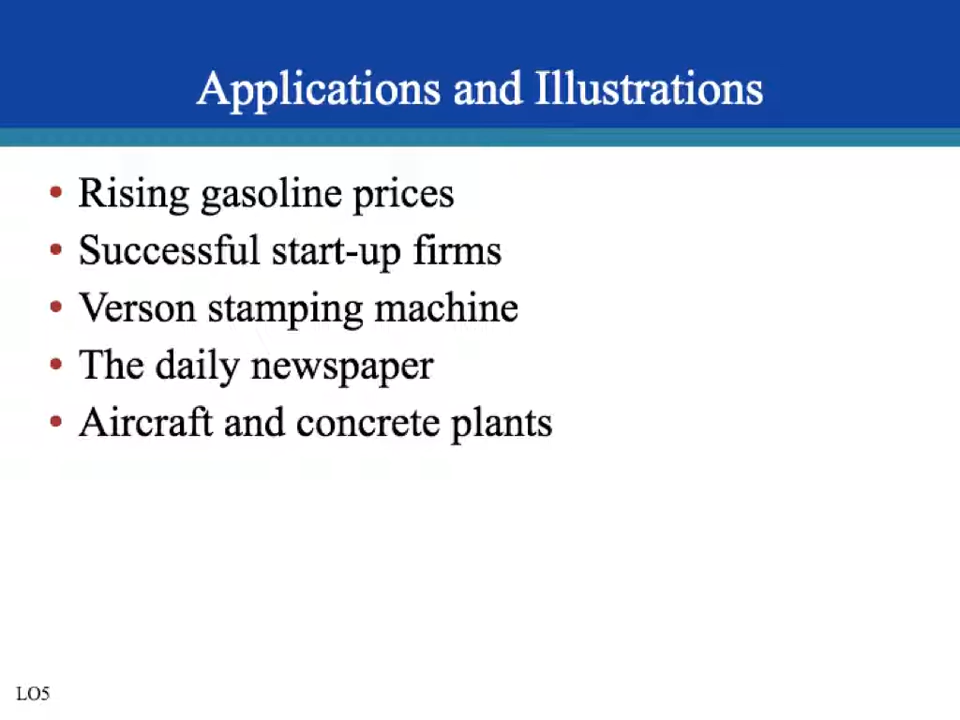 Applications and Illustrations
• Rising gasoline prices
• Successful start-up firms
• Verson stamping machine
• The daily newspaper
• Aircraft and concrete plants
LO5